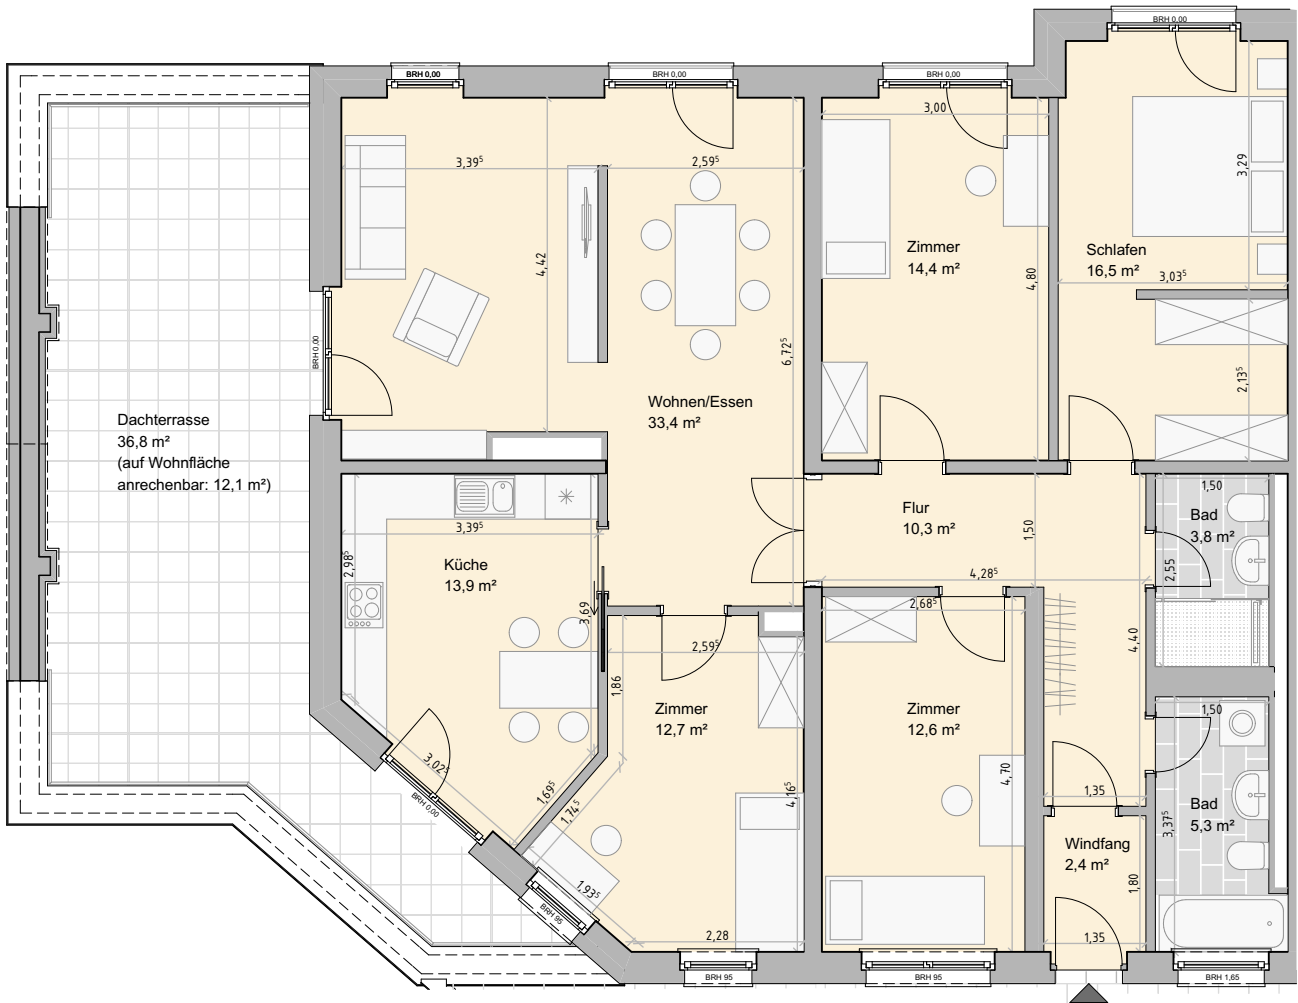 BRH 0,00
BRH 0,00
BRH 0,00
BRH 0,00
3,00
3,39⁵
2,59⁵
3,29
Zimmer
14,4 m²
Schlafen
16,5 m²
4,42
4,80
3,03⁵
BRH 0,00
6,72⁵
2,13⁵
Wohnen/Essen
33,4 m²
Dachterrasse
36,8 m²
(auf Wohnfläche
anrechenbar: 12,1 m²)
Flur
10,3 m²
1,50
1,50
Bad
3,8 m²
3,39⁵
Küche
13,9 m²
2,98⁵
4,28⁵
2,55
3,69
2,68⁵
2,59⁵
4,40
1,86
Zimmer
12,7 m²
Zimmer
12,6 m²
1,50
3,02⁵
BRH 0,00
1,69⁵
1,74⁵
4,16⁵
4,70
1,35
Bad
5,3 m²
3,37⁵
Windfang
2,4 m²
1,80
1,93⁵
BRH 95
2,28
1,35
BRH 95
BRH 95
BRH 1,65